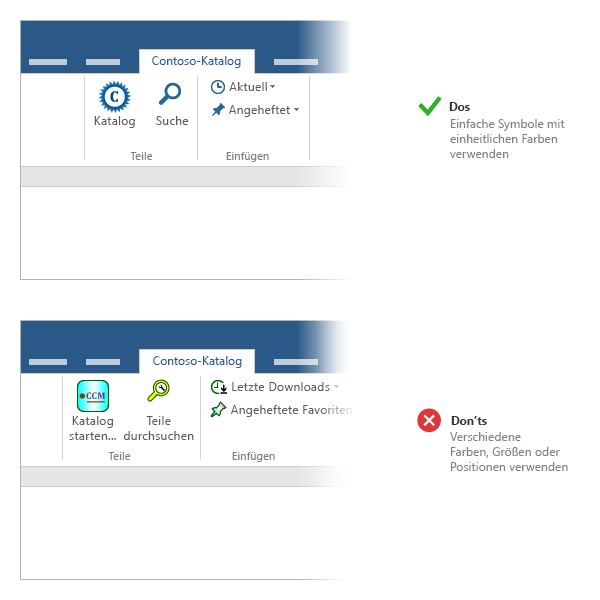 Contoso-Katalog
C
Katalog
Suche
Aktuell
Angeheftet
Teile
Einfügen
Dos
Einfache Symbole mit
einheitlichen Farben
verwenden
Contoso-Katalog
CCM
Katalog
starten...
Teile
durchsuchen
Letzte Downloads
Angeheftete Favoriten
Teile
Einfügen
Don'ts
Verschiedene
Farben, Größen oder
Positionen verwenden